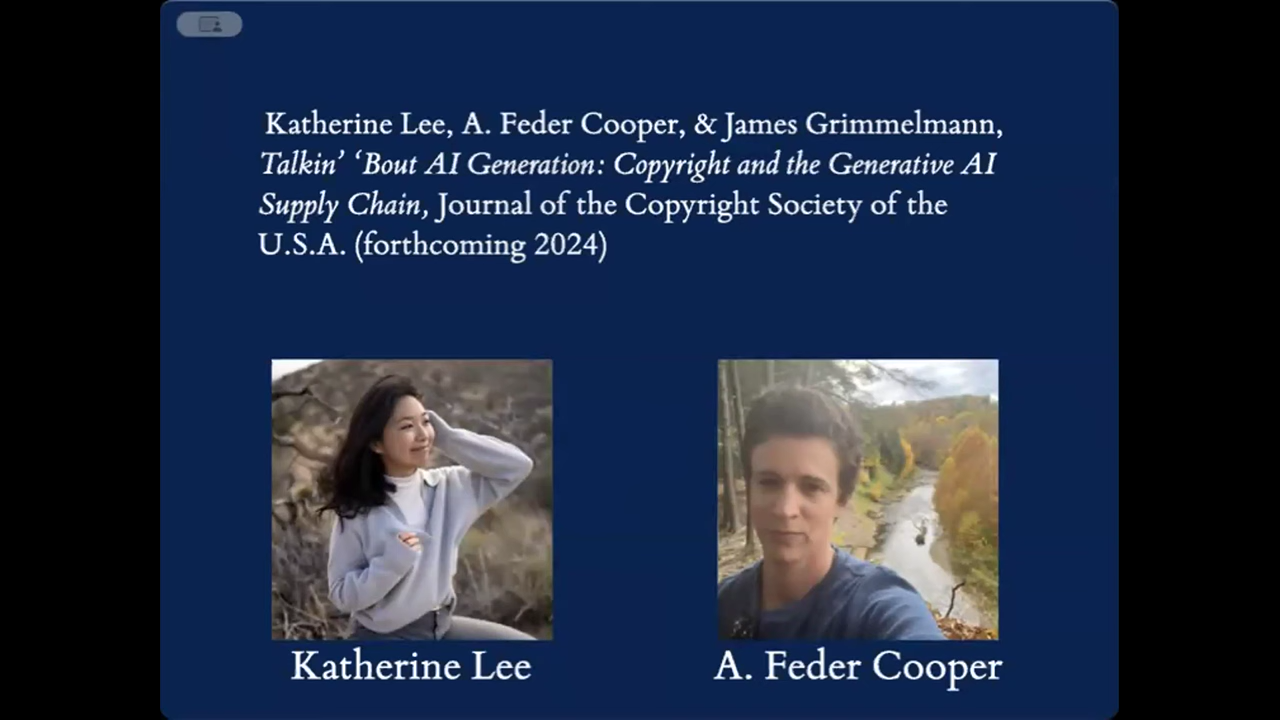 Katherine Lee, A. Feder Cooper, & James Grimmelmann,
Talkin’ ‘Bout AI Generation: Copyright and the Generative AI
Supply Chain, Journal of the Copyright Society of the
U.S.A. (forthcoming 2024)
Katherine Lee
A. Feder Cooper